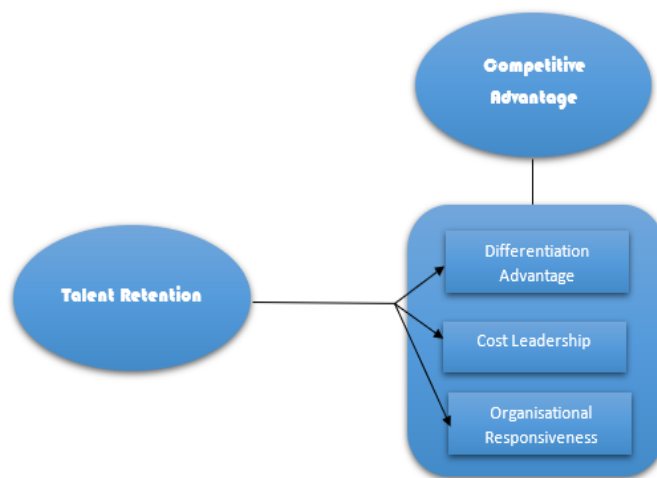 Competitive
Advantage
Talent Retention
Differentiation
Advantage
Cost Leadership
Organisational
Responsiveness